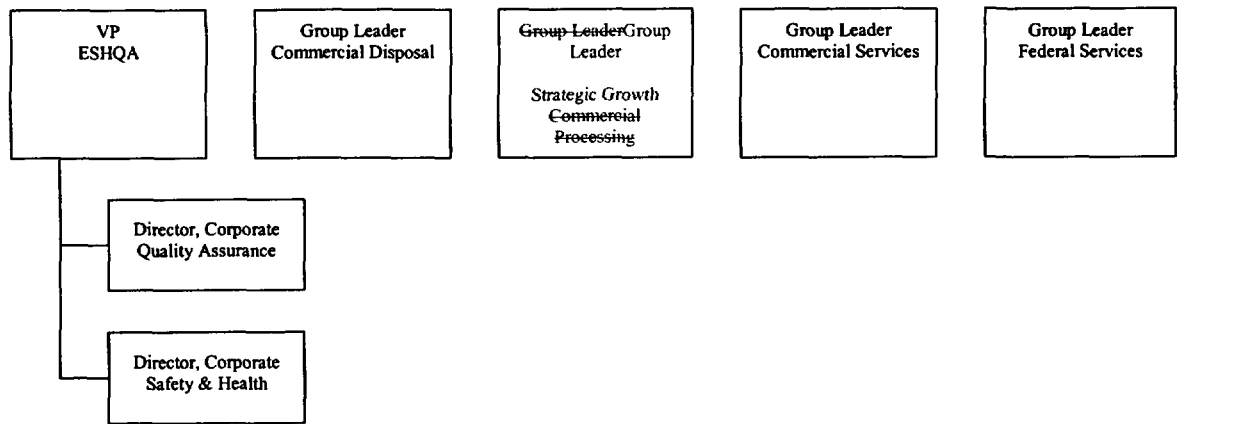 VP
ESHQA
Group Leader
Commercial Disposal
Group LeaderGroup
Leader
Strategic Growth
Commercial
Processing
Group Leader
Commercial Services
Group Leader
Federal Services
Director, Corporate
Quality Assurance
Director, Corporate
Safety & Health